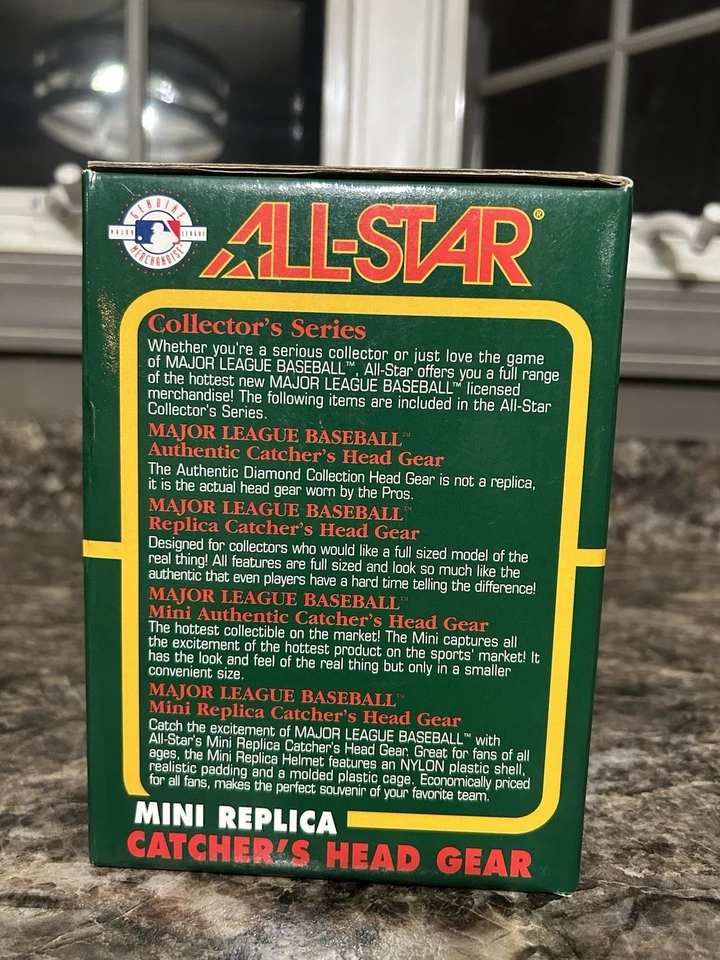 GENUINE
MAJOR LEAGUE
MERCHANDISE
ALL-STAR®
Collector's Series
Whether you're a serious collector or just love the game
of MAJOR LEAGUE BASEBALL™, All-Star offers you a full range
of the hottest new MAJOR LEAGUE BASEBALL™ licensed
merchandise! The following items are included in the All-Star
Collector's Series.
MAJOR LEAGUE BASEBALL™
Authentic Catcher's Head Gear
The Authentic Diamond Collection Head Gear is not a replica,
it is the actual head gear worn by the Pros.
MAJOR LEAGUE BASEBALL™
Replica Catcher's Head Gear
Designed for collectors who would like a full sized model of the
real thing! All features are full sized and look so much like the
authentic that even players have a hard time telling the difference!
MAJOR LEAGUE BASEBALL™
Mini Authentic Catcher's Head Gear
The hottest collectible on the market! The Mini captures all
the excitement of the hottest product on the sports' market! It
has the look and feel of the real thing but only in a smaller
convenient size.
MAJOR LEAGUE BASEBALL™
Mini Replica Catcher's Head Gear
Catch the excitement of MAJOR LEAGUE BASEBALL™ with
All-Star's Mini Replica Catcher's Head Gear. Great for fans of all
ages, the Mini Replica Helmet features an NYLON plastic shell,
realistic padding and a molded plastic cage. Economically priced
for all fans, makes the perfect souvenir of your favorite team.
MINI REPLICA
CATCHER'S HEAD GEAR